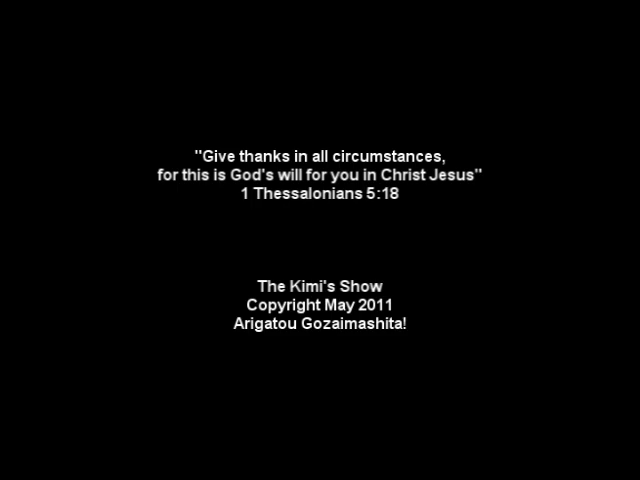 "Give thanks in all circumstances,
for this is God's will for you in Christ Jesus"
1 Thessalonians 5:18
The Kimi's Show
Copyright May 2011
Arigatou Gozaimashita!